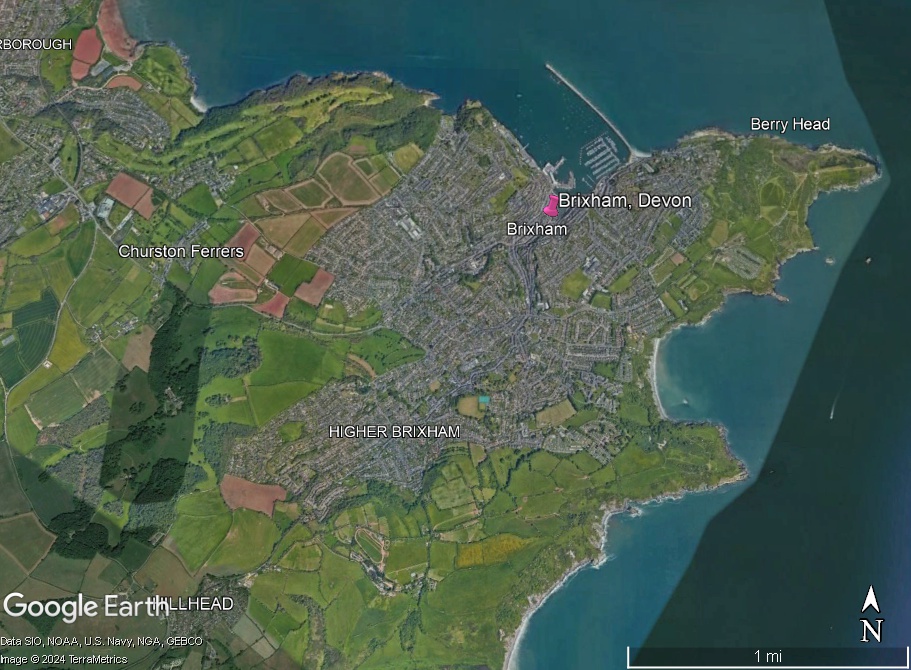 RBOROUGH
Berry Head
Brixham, Devon
Brixham
Churston Ferrers
HIGHER BRIXHAM
Google Earth
HILLHEAD
N
Data SIO, NOAA, U.S. Navy, NGA, GEBCO
Image © 2024 TerraMetrics
1 mi